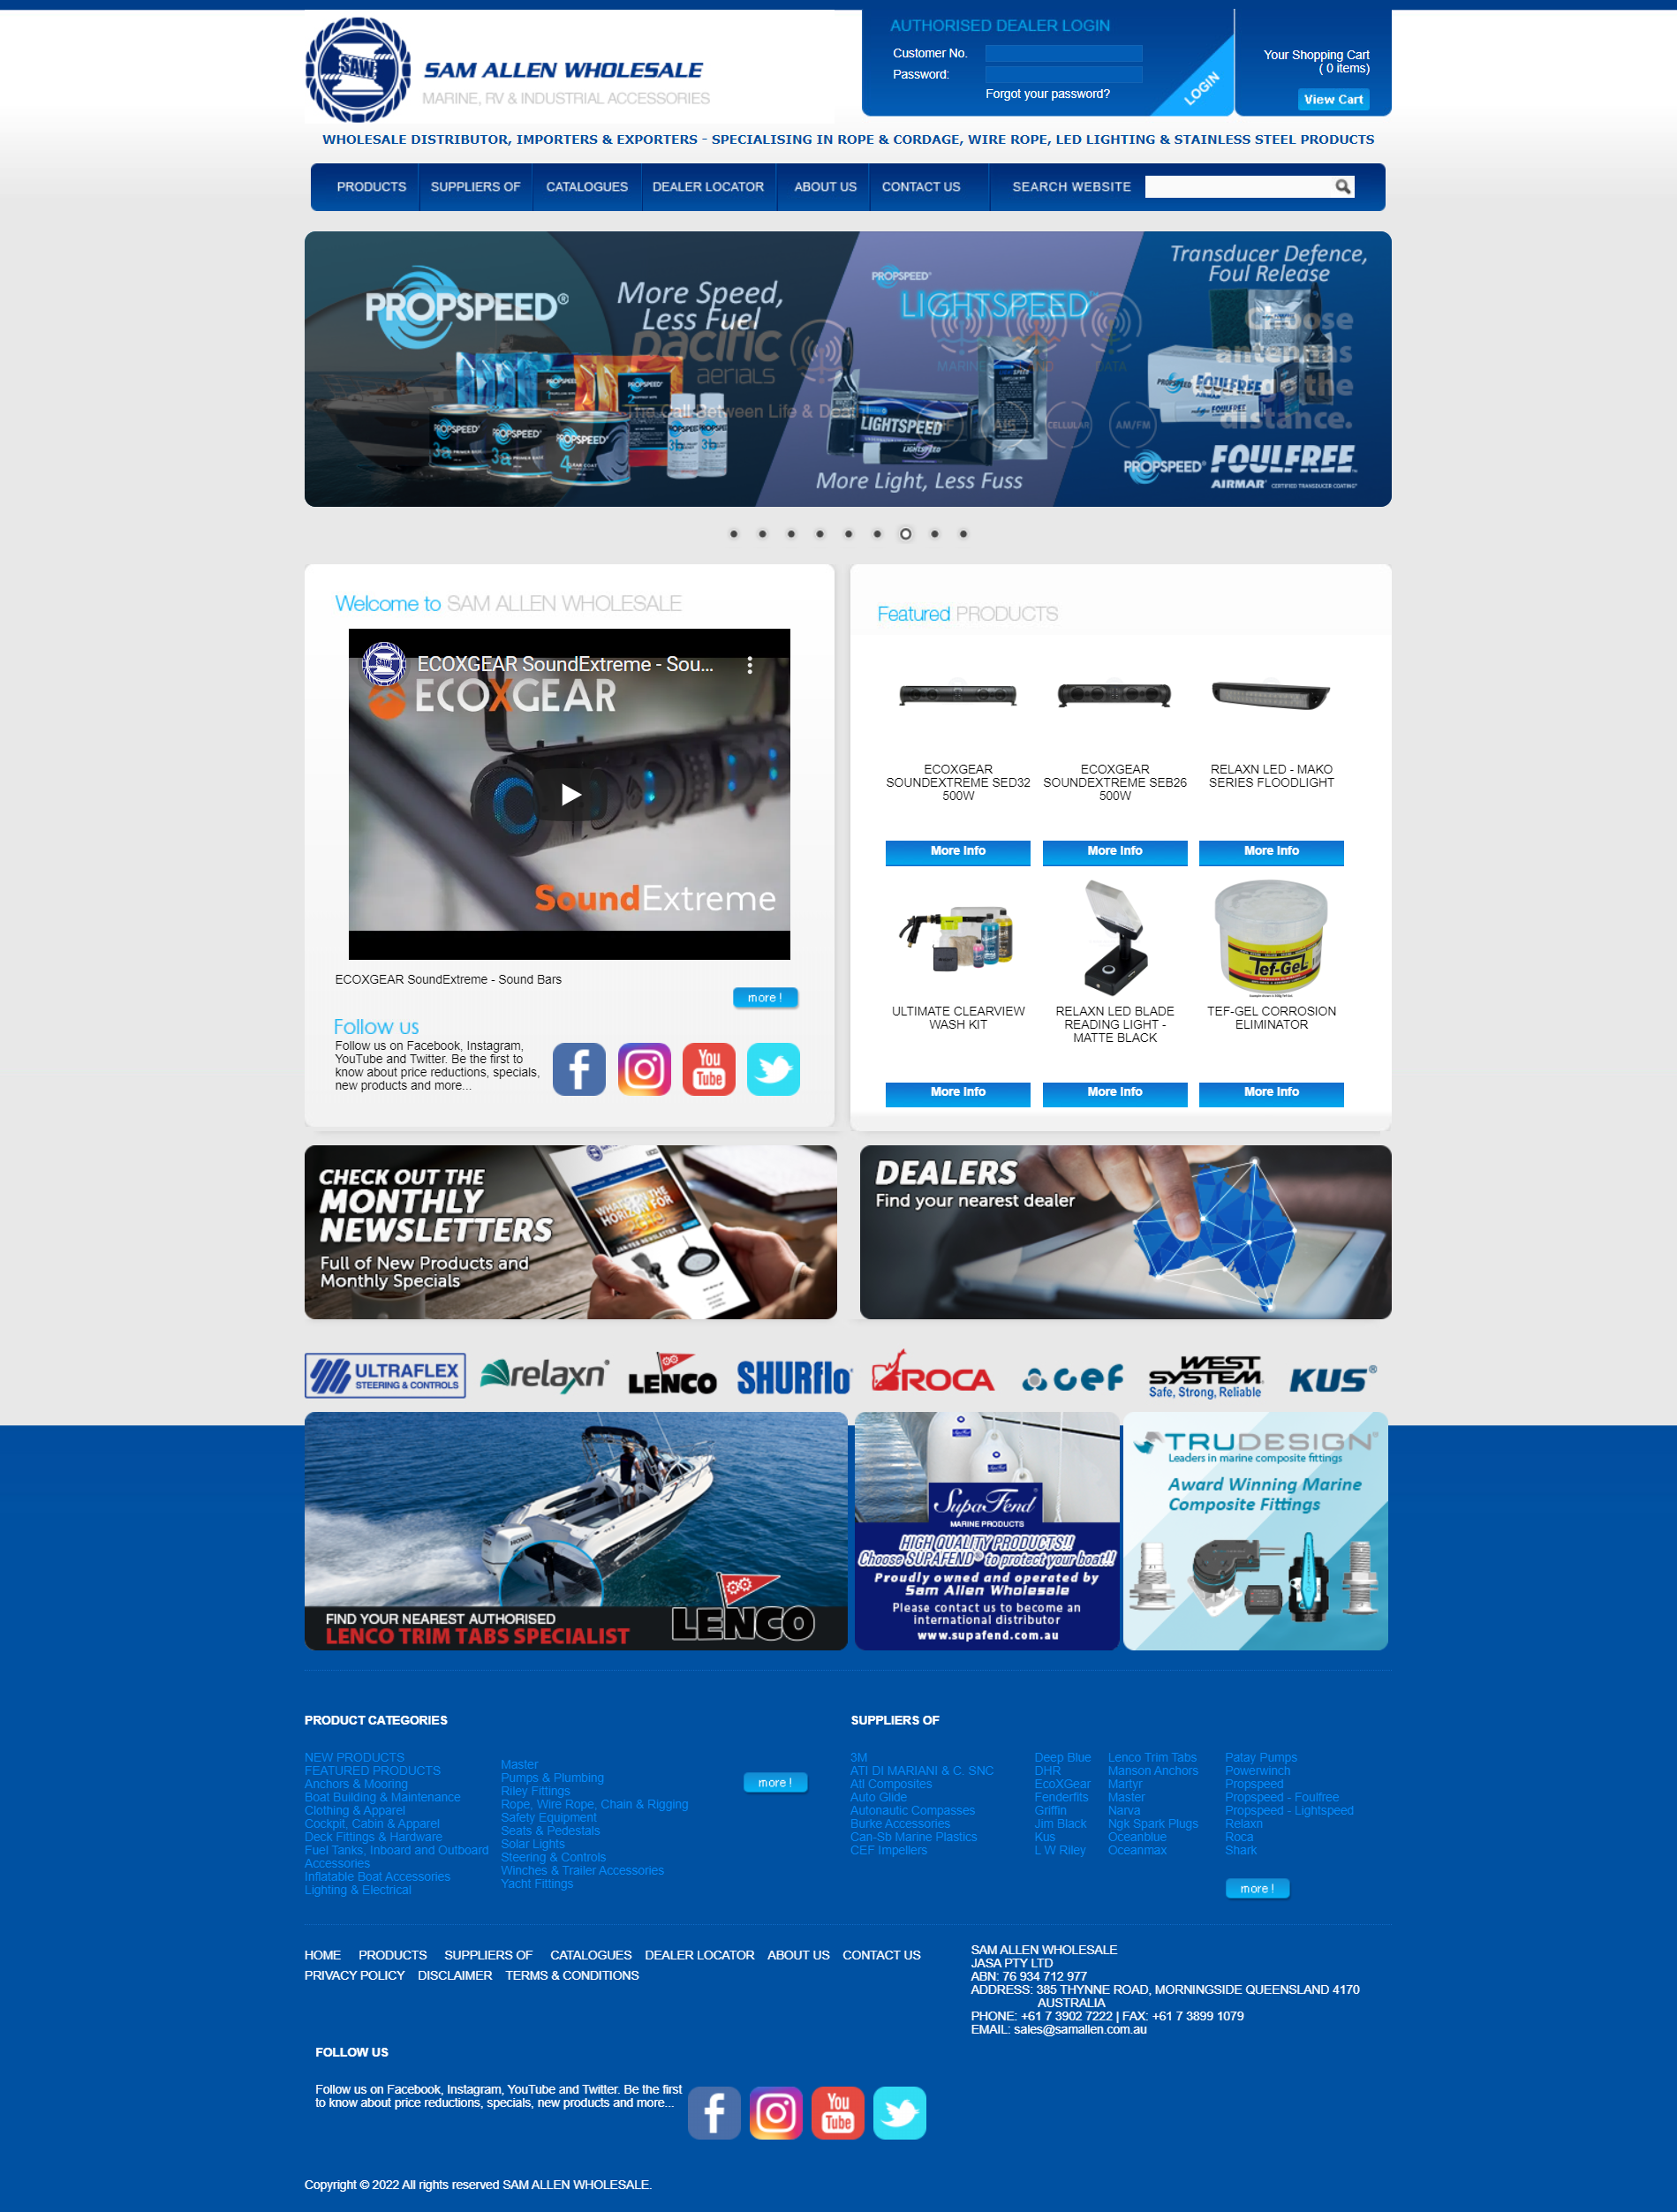 SAW
SAM ALLEN WHOLESALE
MARINE, RV & INDUSTRIAL ACCESSORIES
AUTHORISED DEALER LOGIN
Customer No.
Password:
Forgot your password?
LOGIN
Your Shopping Cart
( 0 items)
View Cart
WHOLESALE DISTRIBUTOR, IMPORTERS & EXPORTERS - SPECIALISING IN ROPE & CORDAGE, WIRE ROPE, LED LIGHTING & STAINLESS STEEL PRODUCTS
PRODUCTS SUPPLIERS OF CATALOGUES DEALER LOCATOR ABOUT US CONTACT US SEARCH WEBSITE
PROPSPEED®
More Speed,
Less Fuel
pacific
aerials
The Call Between Life & Death
PROPSPEED®
LIGHTSPEED™
MARINE
DATA
CELLULAR
AM/FM
LIGHTSPEED
More Light, Less Fuss
Transducer Defence,
Foul Release
Choose
antennas
that go the
distance.
PROPSPEED
FOULFREE
PROPSPEED® FOULFREE™
AIRMAR® CERTIFIED TRANSDUCER COATING*
Welcome to SAM ALLEN WHOLESALE
ECOXGEAR SoundExtreme - Sou...
ECOXGEAR
SoundExtreme
ECOXGEAR SoundExtreme - Sound Bars
more !
Follow us
Follow us on Facebook, Instagram,
YouTube and Twitter. Be the first to
know about price reductions, specials,
new products and more...
You
Tube
Featured PRODUCTS
ECOXGEAR
SOUNDEXTREME SED32
500W
ECOXGEAR
SOUNDEXTREME SEB26
500W
RELAXN LED - MAKO
SERIES FLOODLIGHT
More Info
More Info
More Info
Tef-Gel
ULTIMATE CLEARVIEW
WASH KIT
RELAXN LED BLADE
READING LIGHT -
MATTE BLACK
TEF-GEL CORROSION
ELIMINATOR
More Info
More Info
More Info
CHECK OUT THE
MONTHLY
NEWSLETTERS
Full of New Products and
Monthly Specials
DEALERS
Find your nearest dealer
ULTRAFLEX
STEERING & CONTROLS
relaxn
LENCO
SHURflo
ROCA
cef
WEST
SYSTEM
Safe, Strong, Reliable
KUS®
HONDA
FIND YOUR NEAREST AUTHORISED
LENCO TRIM TABS SPECIALIST
LENCO
SupaFend®
MARINE PRODUCTS
HIGH QUALITY PRODUCTS!!
Choose SUPAFEND® to protect your boat!!
Proudly owned and operated by
Sam Allen Wholesale
Please contact us to become an
international distributor
www.supafend.com.au
TRUDESIGN®
Leaders in marine composite fittings
Award Winning Marine
Composite Fittings
PRODUCT CATEGORIES
NEW PRODUCTS
FEATURED PRODUCTS
Anchors & Mooring
Boat Building & Maintenance
Clothing & Apparel
Cockpit, Cabin & Apparel
Deck Fittings & Hardware
Fuel Tanks, Inboard and Outboard
Accessories
Inflatable Boat Accessories
Lighting & Electrical
Master
Pumps & Plumbing
Riley Fittings
Rope, Wire Rope, Chain & Rigging
Safety Equipment
Seats & Pedestals
Solar Lights
Steering & Controls
Winches & Trailer Accessories
Yacht Fittings
more !
SUPPLIERS OF
3M
ATI DI MARIANI & C. SNC
Atl Composites
Auto Glide
Autonautic Compasses
Burke Accessories
Can-Sb Marine Plastics
CEF Impellers
Deep Blue
DHR
EcoXGear
Fenderfits
Griffin
Jim Black
Kus
L W Riley
Lenco Trim Tabs
Manson Anchors
Martyr
Master
Narva
Ngk Spark Plugs
Oceanblue
Oceanmax
Patay Pumps
Powerwinch
Propspeed
Propspeed - Foulfree
Propspeed - Lightspeed
Relaxn
Roca
Shark
more !
HOME PRODUCTS SUPPLIERS OF CATALOGUES DEALER LOCATOR ABOUT US CONTACT US
PRIVACY POLICY DISCLAIMER TERMS & CONDITIONS
SAM ALLEN WHOLESALE
JASA PTY LTD
ABN: 76 934 712 977
ADDRESS: 385 THYNNE ROAD, MORNINGSIDE QUEENSLAND 4170
AUSTRALIA
PHONE: +61 7 3902 7222 | FAX: +61 7 3899 1079
EMAIL: sales@samallen.com.au
FOLLOW US
Follow us on Facebook, Instagram, YouTube and Twitter. Be the first
to know about price reductions, specials, new products and more...
You
Tube
Copyright © 2022 All rights reserved SAM ALLEN WHOLESALE.